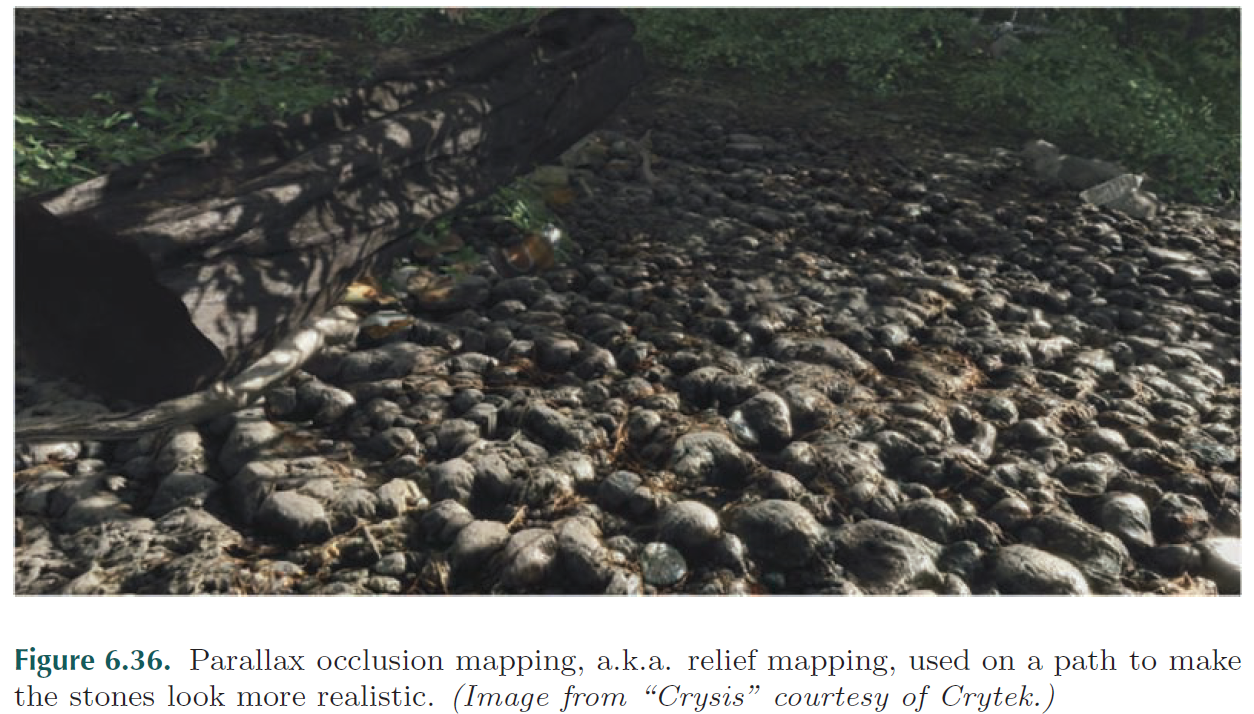 Figure 6.36. Parallax occlusion mapping, a.k.a. relief mapping, used on a path to make
the stones look more realistic. (Image from “Crysis” courtesy of Crytek.)